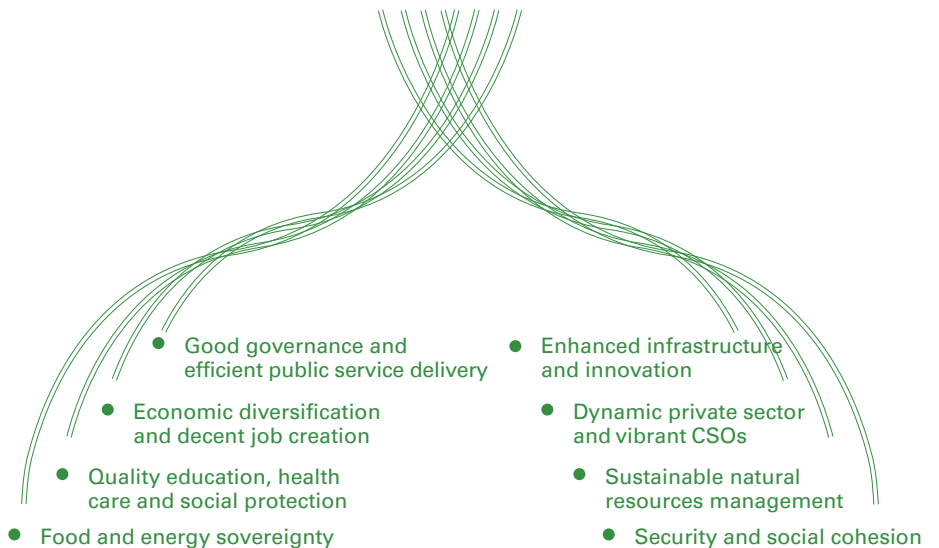 Good governance and
efficient public service delivery
Economic diversification
and decent job creation
Quality education, health
care and social protection
Food and energy sovereignty
Enhanced infrastructure
and innovation
Dynamic private sector
and vibrant CSOs
Sustainable natural
resources management
Security and social cohesion